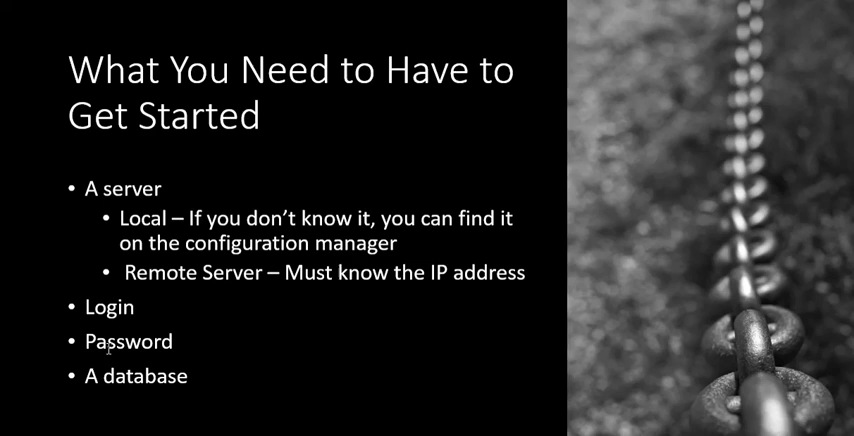 What You Need to Have to
Get Started
• A server
• Local – If you don't know it, you can find it
on the configuration manager
• Remote Server – Must know the IP address
• Login
• Password
• A database